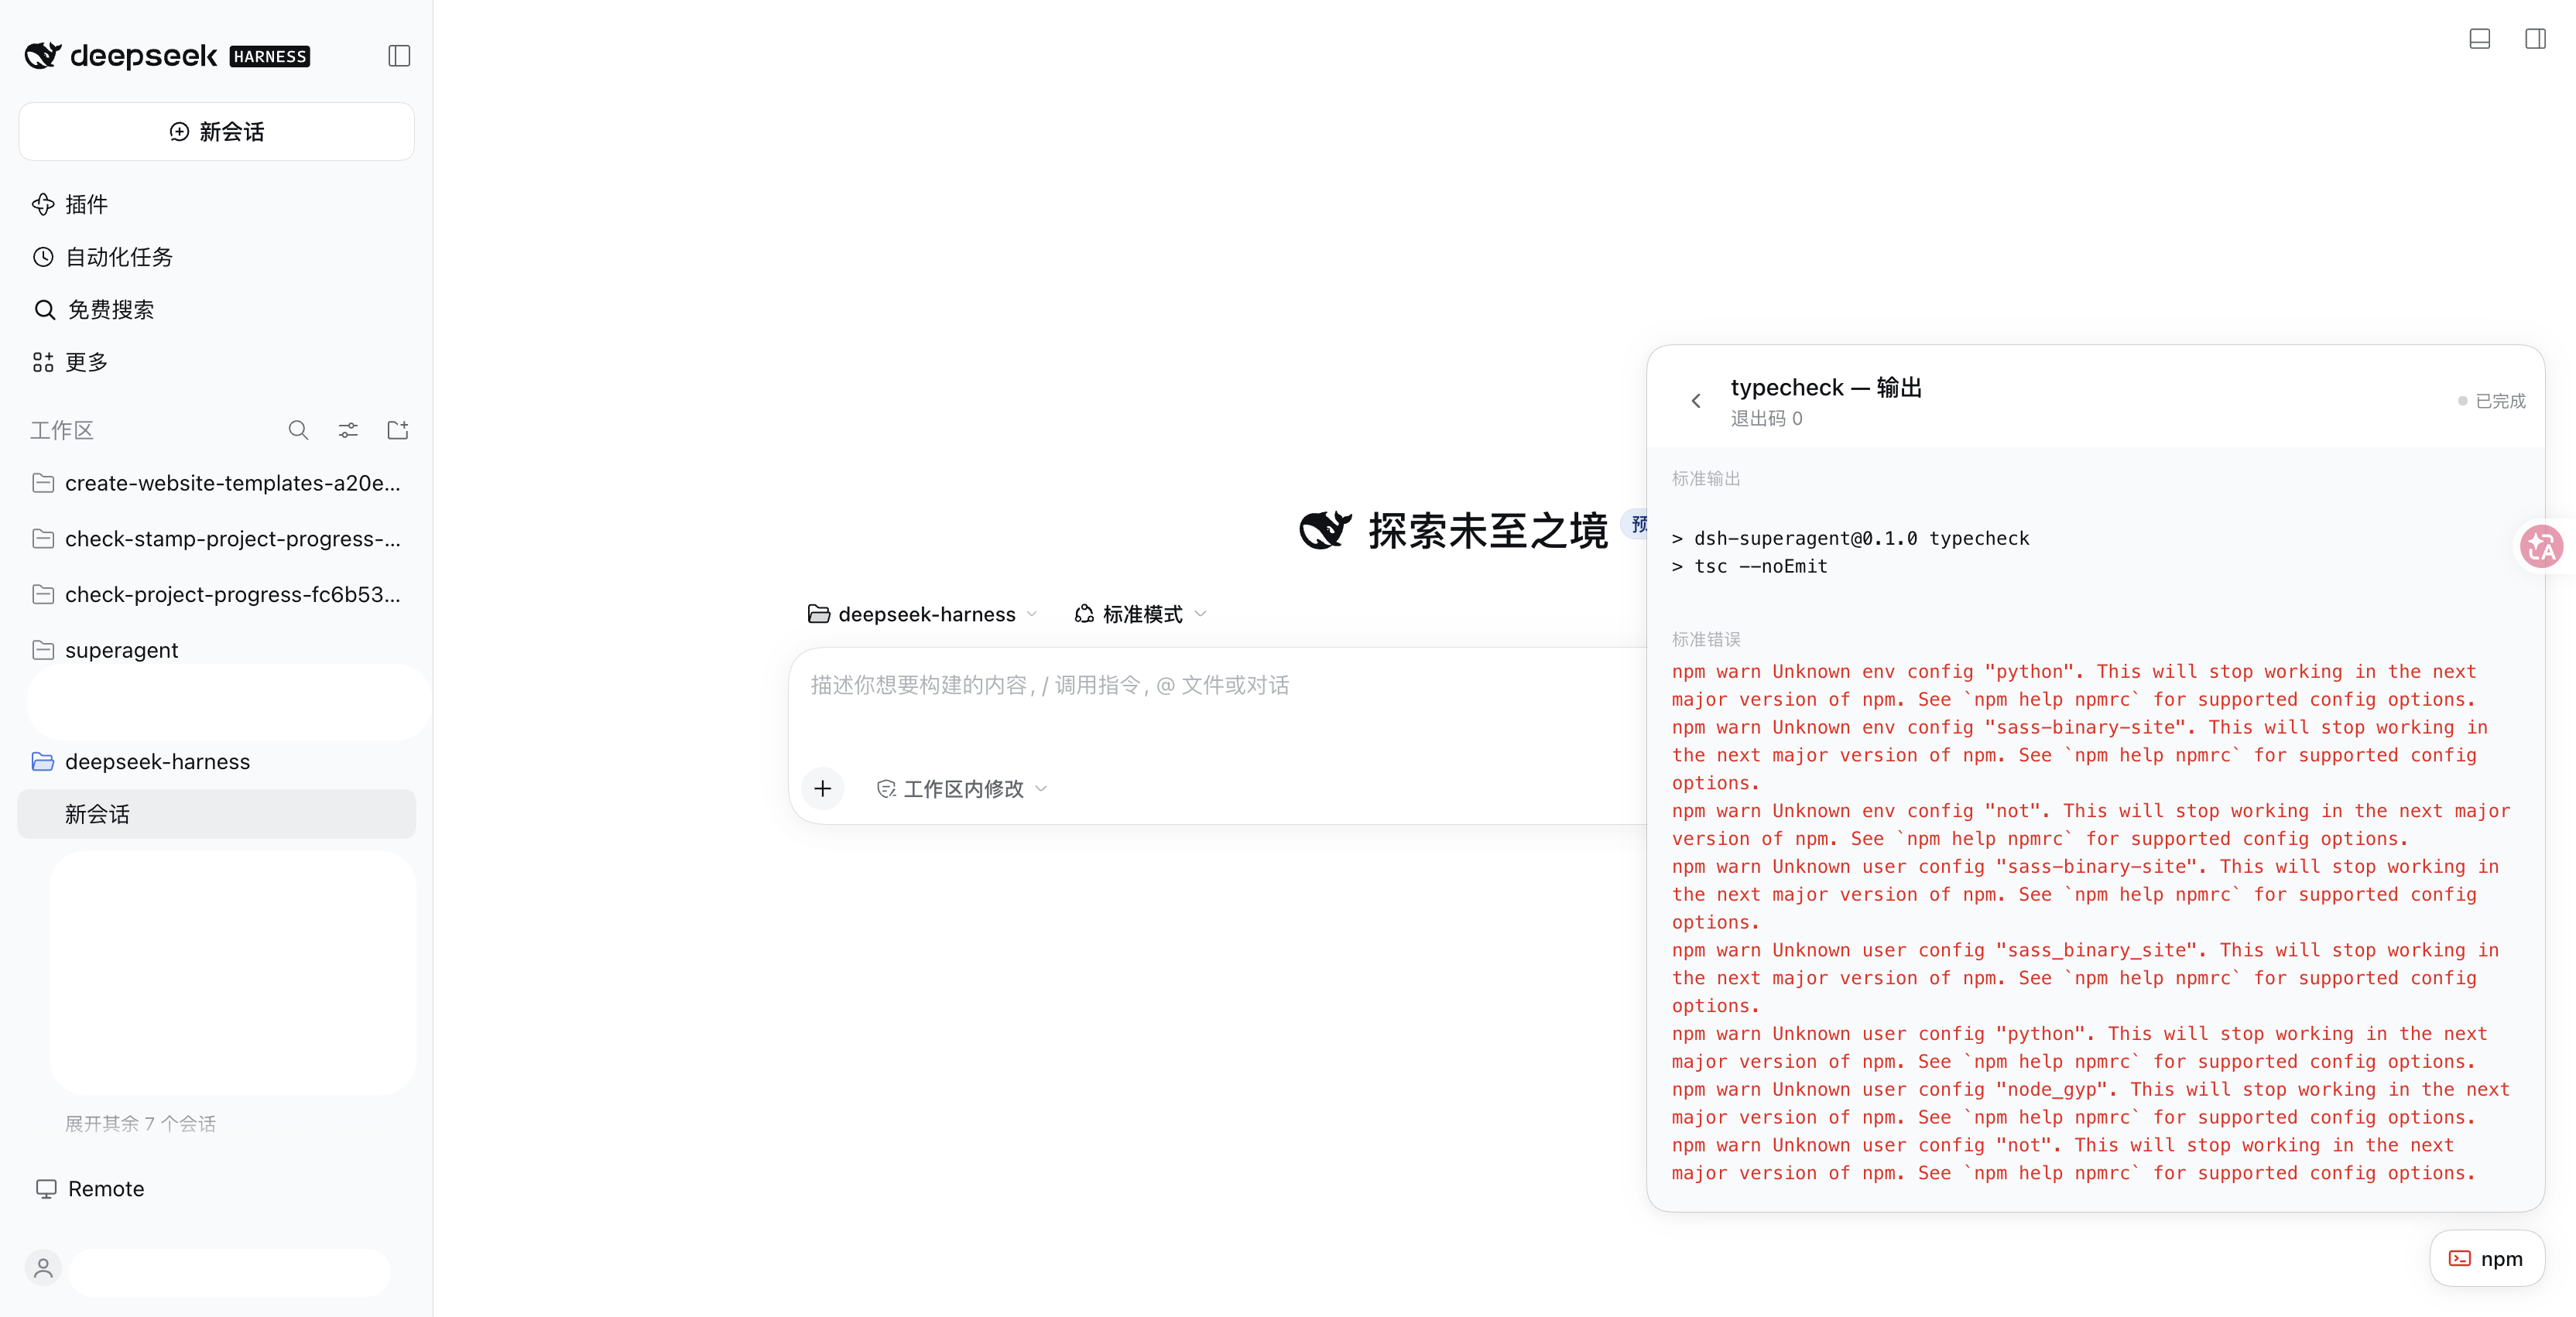 deepseek HARNESS
新会话
插件
自动化任务
免费搜索
更多
工作区
create-website-templates-a20e...
check-stamp-project-progress-...
check-project-progress-fc6b53...
superagent
deepseek-harness
新会话
展开其余 7 个会话
Remote
探索未至之境
预
deepseek-harness
标准模式
描述你想要构建的内容, / 调用指令, @ 文件或对话
工作区内修改
typecheck — 输出
退出码 0
已完成
标准输出
> dsh-superagent@0.1.0 typecheck
> tsc --noEmit
标准错误
npm warn Unknown env config "python". This will stop working in the next
major version of npm. See `npm help npmrc` for supported config options.
npm warn Unknown env config "sass-binary-site". This will stop working in
the next major version of npm. See `npm help npmrc` for supported config
options.
npm warn Unknown env config "not". This will stop working in the next major
version of npm. See `npm help npmrc` for supported config options.
npm warn Unknown user config "sass-binary-site". This will stop working in
the next major version of npm. See `npm help npmrc` for supported config
options.
npm warn Unknown user config "sass_binary_site". This will stop working in
the next major version of npm. See `npm help npmrc` for supported config
options.
npm warn Unknown user config "python". This will stop working in the next
major version of npm. See `npm help npmrc` for supported config options.
npm warn Unknown user config "node_gyp". This will stop working in the next
major version of npm. See `npm help npmrc` for supported config options.
npm warn Unknown user config "not". This will stop working in the next
major version of npm. See `npm help npmrc` for supported config options.
npm